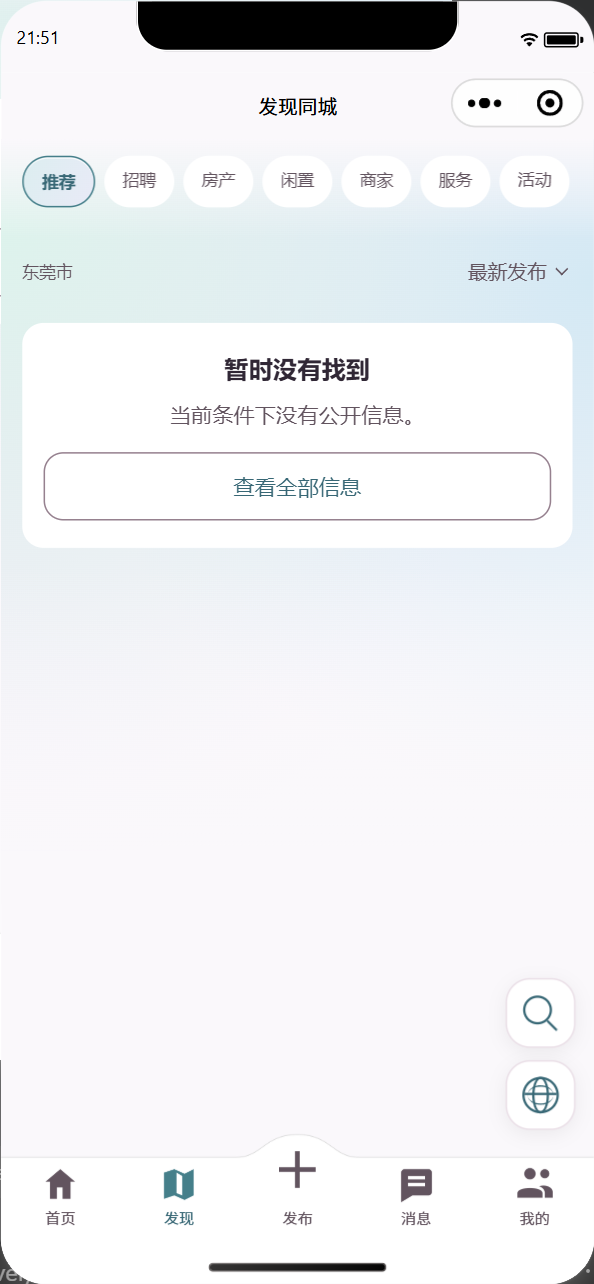 21:51
发现同城
推荐 招聘 房产 闲置 商家 服务 活动
东莞市 最新发布
暂时没有找到
当前条件下没有公开信息。
查看全部信息
首页 发现 发布 消息 我的